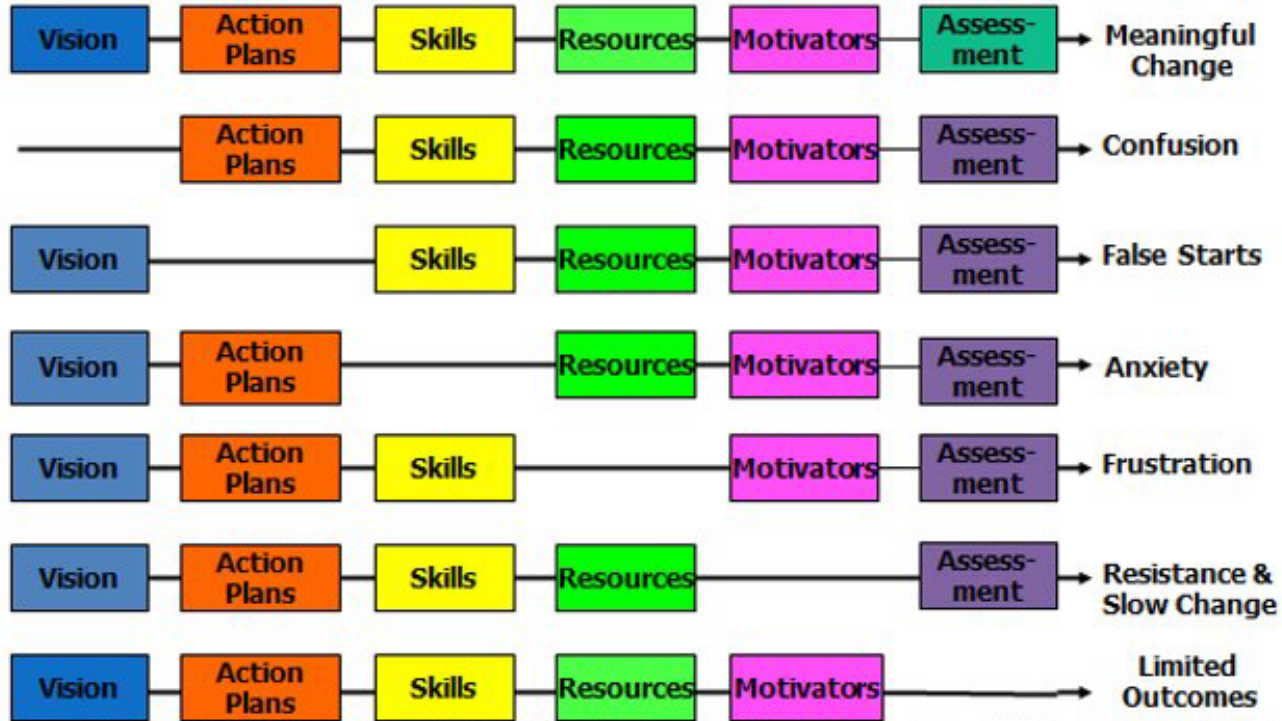 Vision Action Plans Skills Resources Motivators Assess-ment Meaningful Change
Action Plans Skills Resources Motivators Assess-ment Confusion
Vision Skills Resources Motivators Assess-ment False Starts
Vision Action Plans Resources Motivators Assess-ment Anxiety
Vision Action Plans Skills Motivators Assess-ment Frustration
Vision Action Plans Skills Resources Assess-ment Resistance & Slow Change
Vision Action Plans Skills Resources Motivators Limited Outcomes